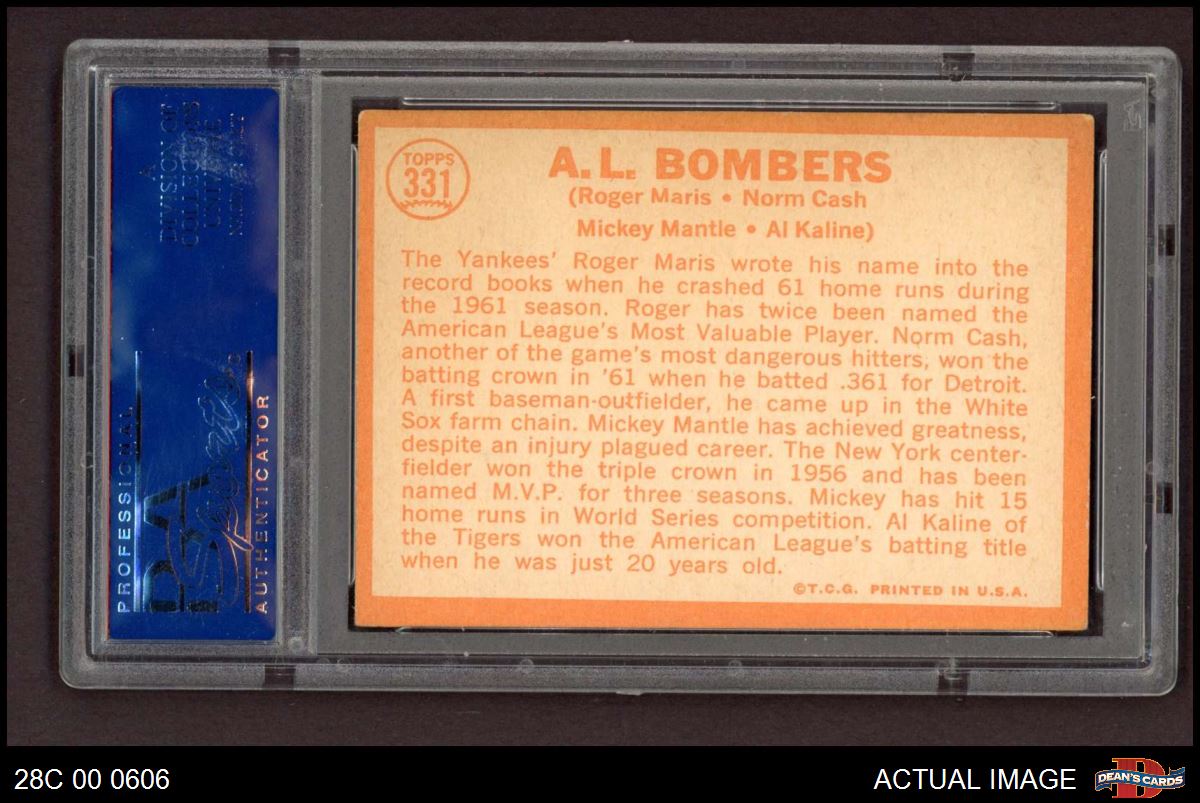 A
DIVISION OF
COLLECTORS
UNIVERSE
PROFESSIONAL
PSA
SPORTS
AUTHENTICATOR
TOPPS
331
A.L. BOMBERS
(Roger Maris • Norm Cash
Mickey Mantle • Al Kaline)
The Yankees' Roger Maris wrote his name into the
record books when he crashed 61 home runs during
the 1961 season. Roger has twice been named the
American League's Most Valuable Player. Norm Cash,
another of the game's most dangerous hitters, won the
batting crown in '61 when he batted .361 for Detroit.
A first baseman-outfielder, he came up in the White
Sox farm chain. Mickey Mantle has achieved greatness,
despite an injury plagued career. The New York center-
fielder won the triple crown in 1956 and has been
named M.V.P. for three seasons. Mickey has hit 15
home runs in World Series competition. Al Kaline of
the Tigers won the American League's batting title
when he was just 20 years old.
©T.C.G. PRINTED IN U.S.A.
28C 00 0606
ACTUAL IMAGE
DEAN'S CARDS